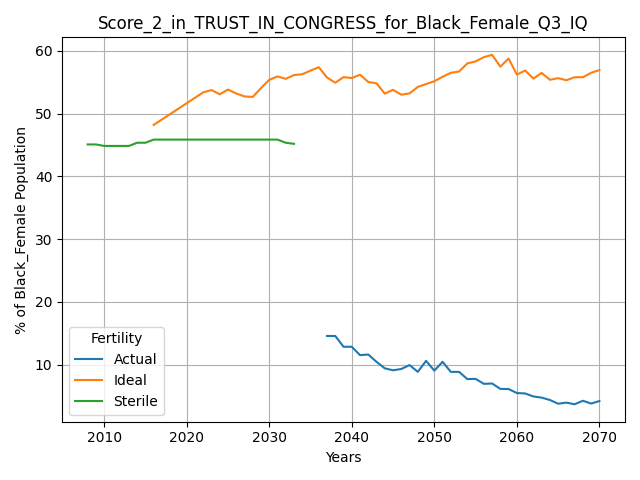 Score_2_in_TRUST_IN_CONGRESS_for_Black_Female_Q3_IQ
% of Black_Female Population
60
50
40
30
20
10
Fertility
Actual
Ideal
Sterile
2010 2020 2030 2040 2050 2060 2070
Years